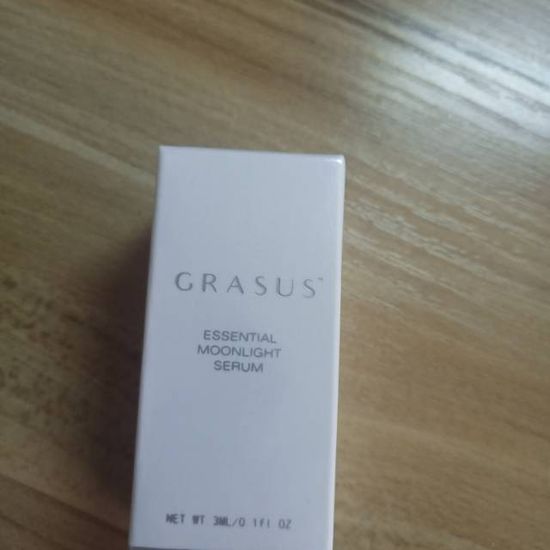 GRASUS™
ESSENTIAL
MOONLIGHT
SERUM
NET WT 3ML/0.1fl OZ